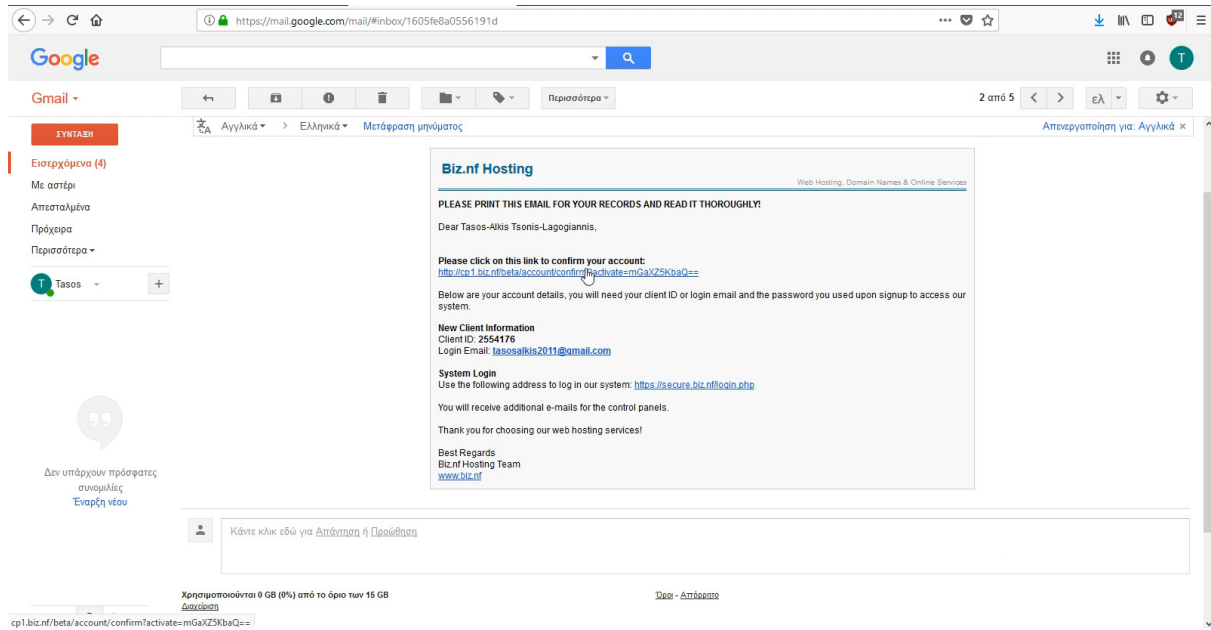 https://mail.google.com/mail/#inbox/1605fe8a0556191d
12
Google
T
Gmail
Περισσότερα
2 από 5
ελ
ΣΥΝΤΑΞΗ
Αγγλικά > Ελληνικά Μετάφραση μηνύματος
Απενεργοποίηση για: Αγγλικά ×
Εισερχόμενα (4)
Με αστέρι
Απεσταλμένα
Πρόχειρα
Περισσότερα
T Tasos +
Biz.nf Hosting
Web Hosting, Domain Names & Online Services
PLEASE PRINT THIS EMAIL FOR YOUR RECORDS AND READ IT THOROUGHLY!
Dear Tasos-Alkis Tsonis-Lagogiannis,
Please click on this link to confirm your account:
http://cp1.biz.nf/beta/account/confirm?activate=mGaXZ5KbaQ==
Below are your account details, you will need your client ID or login email and the password you used upon signup to access our
system.
New Client Information
Client ID: 2554176
Login Email: tasosalkis2011@gmail.com
System Login
Use the following address to log in our system: https://secure.biz.nf/login.php
You will receive additional e-mails for the control panels.
Thank you for choosing our web hosting services!
Best Regards
Biz.nf Hosting Team
www.biz.nf
Δεν υπάρχουν πρόσφατες
συνομιλίες
Έναρξη νέου
Κάντε κλικ εδώ για Απάντηση ή Προώθηση
Χρησιμοποιούνται 0 GB (0%) από το όριο των 15 GB
Διαχείριση
Όροι - Απόρρητο
cp1.biz.nf/beta/account/confirm?activate=mGaXZ5KbaQ==